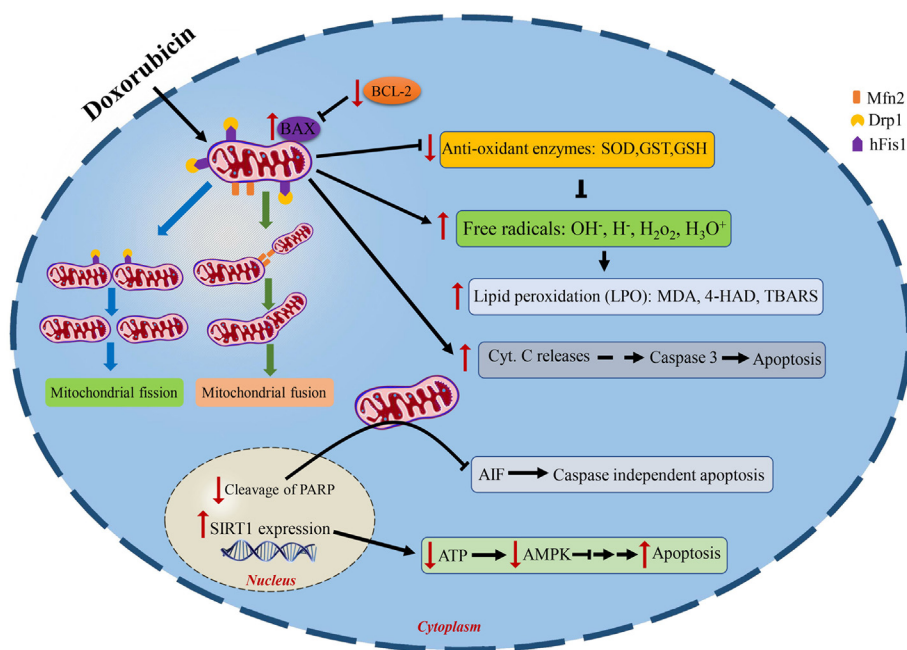 Doxorubicin
BCL-2
BAX
Mfn2
Drp1
hFis1
Anti-oxidant enzymes: SOD,GST,GSH
Free radicals: OH⁻, H⁻, H₂o₂, H₃O⁺
Lipid peroxidation (LPO): MDA, 4-HAD, TBARS
Cyt. C releases Caspase 3 Apoptosis
Mitochondrial fission
Mitochondrial fusion
AIF Caspase independent apoptosis
Cleavage of PARP
SIRT1 expression
Nucleus
ATP AMPK Apoptosis
Cytoplasm